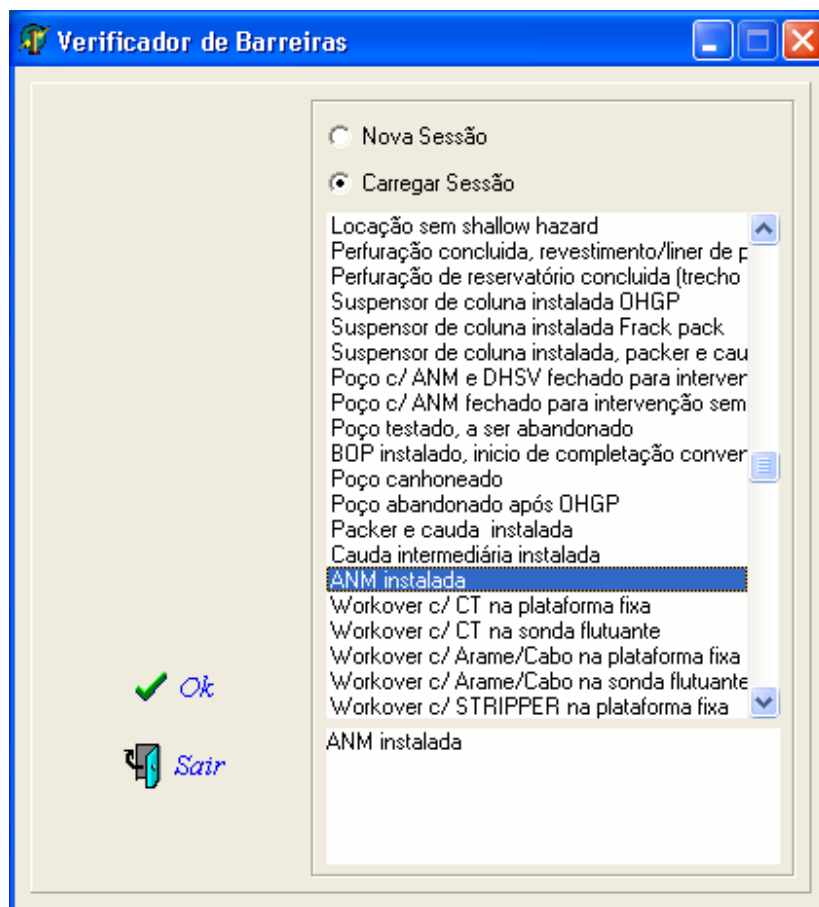 Verificador de Barreiras
Nova Sessão
Carregar Sessão
Locação sem shallow hazard
Perfuração concluida, revestimento/liner de p
Perfuração de reservatório concluida (trecho
Suspensor de coluna instalada OHGP
Suspensor de coluna instalada Frack pack
Suspensor de coluna instalada, packer e cau
Poço c/ ANM e DHSV fechado para interver
Poço c/ ANM fechado para intervenção sem
Poço testado, a ser abandonado
BOP instalado, inicio de completação conver
Poço canhoneado
Poço abandonado após OHGP
Packer e cauda instalada
Cauda intermediária instalada
ANM instalada
Workover c/ CT na plataforma fixa
Workover c/ CT na sonda flutuante
Workover c/ Arame/Cabo na plataforma fixa
Workover c/ Arame/Cabo na sonda flutuante
Workover c/ STRIPPER na plataforma fixa
ANM instalada
Ok
Sair